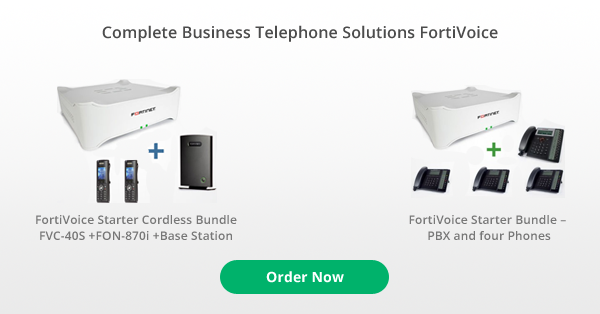 Complete Business Telephone Solutions FortiVoice
FORTINET
FORTINET
FortiVoice Starter Cordless Bundle
FVC-40S +FON-870i +Base Station
FortiVoice Starter Bundle –
PBX and four Phones
Order Now